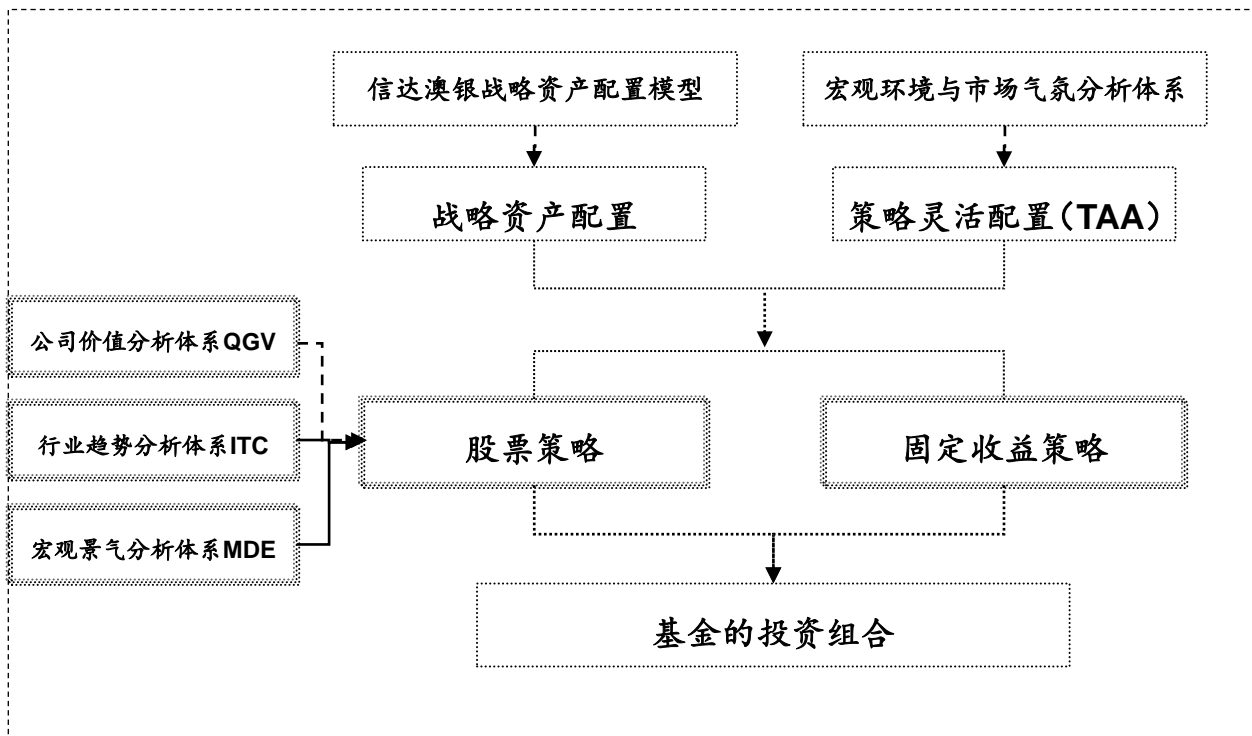 信达澳银战略资产配置模型
宏观环境与市场气氛分析体系
战略资产配置
策略灵活配置(TAA)
公司价值分析体系QGV
行业趋势分析体系ITC
股票策略
固定收益策略
宏观景气分析体系MDE
基金的投资组合